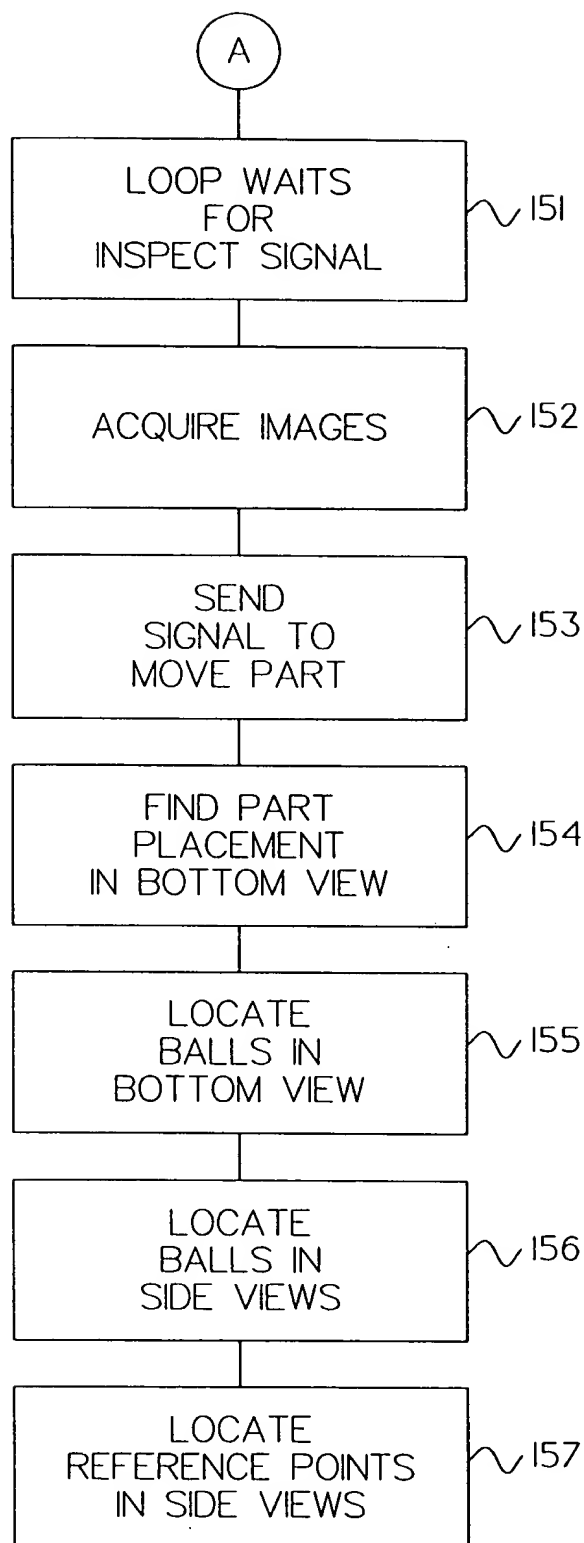 A
LOOP WAITS
FOR
INSPECT SIGNAL
151
ACQUIRE IMAGES
152
SEND
SIGNAL TO
MOVE PART
153
FIND PART
PLACEMENT
IN BOTTOM VIEW
154
LOCATE
BALLS IN
BOTTOM VIEW
155
LOCATE
BALLS IN
SIDE VIEWS
156
LOCATE
REFERENCE POINTS
IN SIDE VIEWS
157